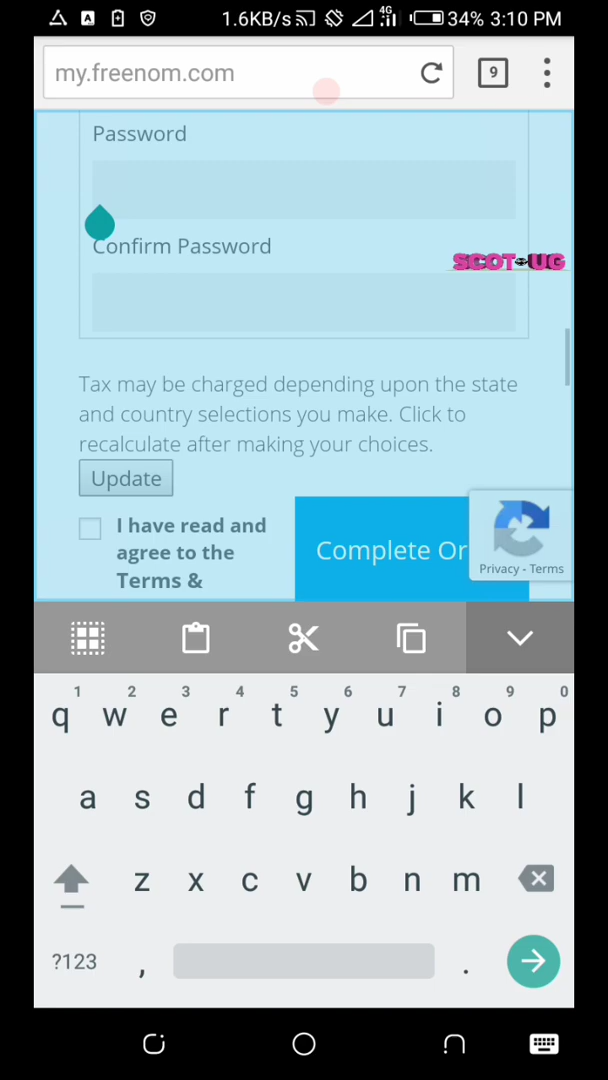 1.6KB/s 4G 34% 3:10 PM
my.freenom.com 9
Password
Confirm Password
SCOT UG
Tax may be charged depending upon the state
and country selections you make. Click to
recalculate after making your choices.
Update
I have read and
agree to the
Terms &
Complete Or
Privacy - Terms
1 2 3 4 5 6 7 8 9 0
q w e r t y u i o p
a s d f g h j k l
z x c v b n m
?123 , .